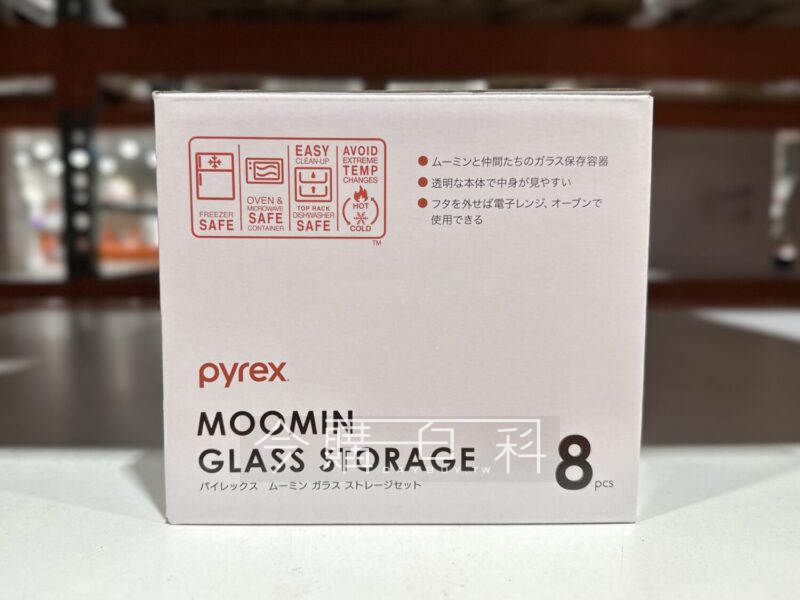 FREEZER
SAFE
OVEN &
MICROWAVE
SAFE
CONTAINER
EASY
CLEAN-UP
TOP RACK
DISHWASHER
SAFE
AVOID
EXTREME
TEMP
CHANGES
HOT
COLD
TM
● ムーミンと仲間たちのガラス保存容器
● 透明な本体で中身が見やすい
● フタを外せば電子レンジ、オーブンで
使用できる
pyrex
MOOMIN
GLASS STORAGE
パイレックス ムーミン ガラス ストレージセット
8 pcs
今購百科